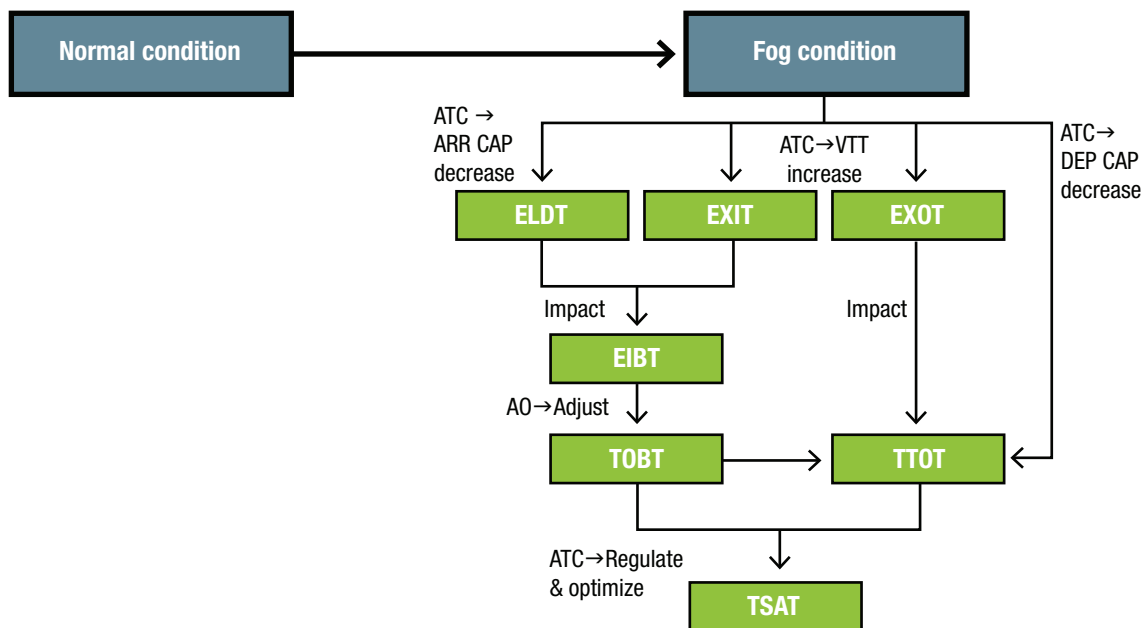 Normal condition
Fog condition
ATC →
ARR CAP
decrease
ATC→VTT
increase
ATC→
DEP CAP
decrease
ELDT
EXIT
EXOT
Impact
Impact
EIBT
AO→Adjust
TOBT
TTOT
ATC→Regulate
& optimize
TSAT